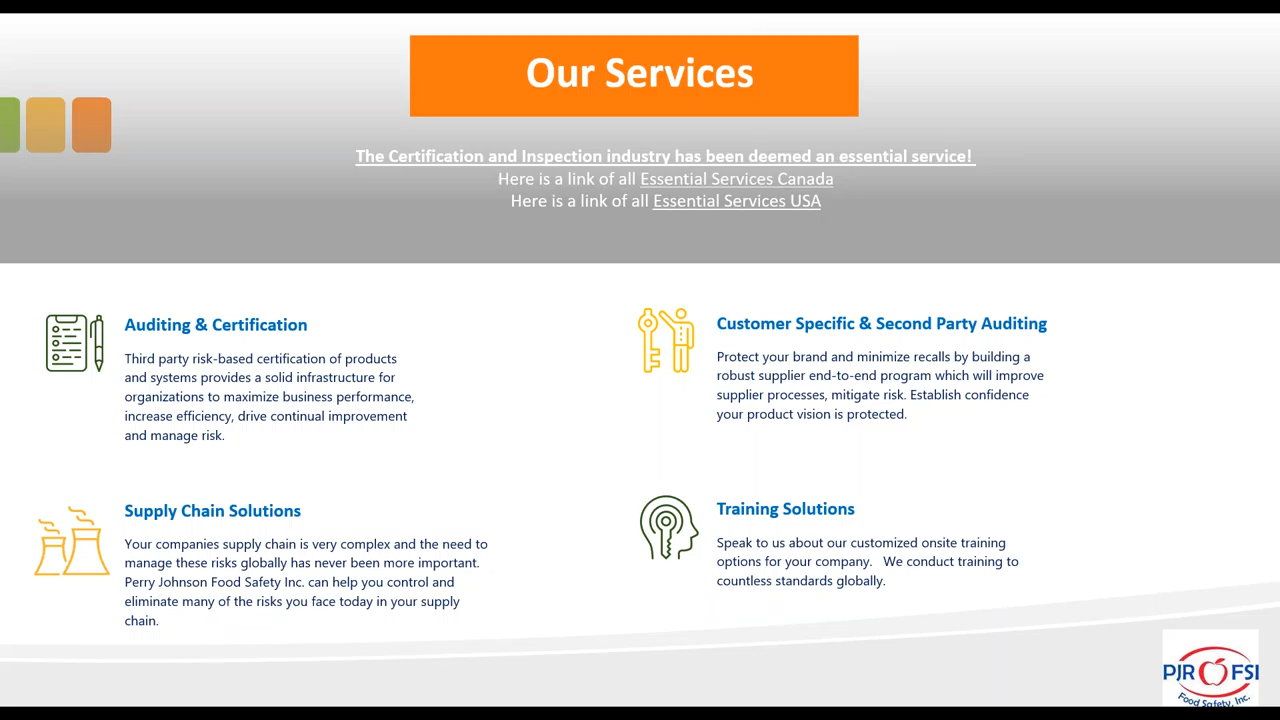 Our Services
The Certification and Inspection industry has been deemed an essential service!
Here is a link of all Essential Services Canada
Here is a link of all Essential Services USA
Auditing & Certification
Third party risk-based certification of products
and systems provides a solid infrastructure for
organizations to maximize business performance,
increase efficiency, drive continual improvement
and manage risk.
Customer Specific & Second Party Auditing
Protect your brand and minimize recalls by building a
robust supplier end-to-end program which will improve
supplier processes, mitigate risk. Establish confidence
your product vision is protected.
Supply Chain Solutions
Your companies supply chain is very complex and the need to
manage these risks globally has never been more important.
Perry Johnson Food Safety Inc. can help you control and
eliminate many of the risks you face today in your supply
chain.
Training Solutions
Speak to us about our customized onsite training
options for your company.   We conduct training to
countless standards globally.
PJR FSI
Food Safety, Inc.